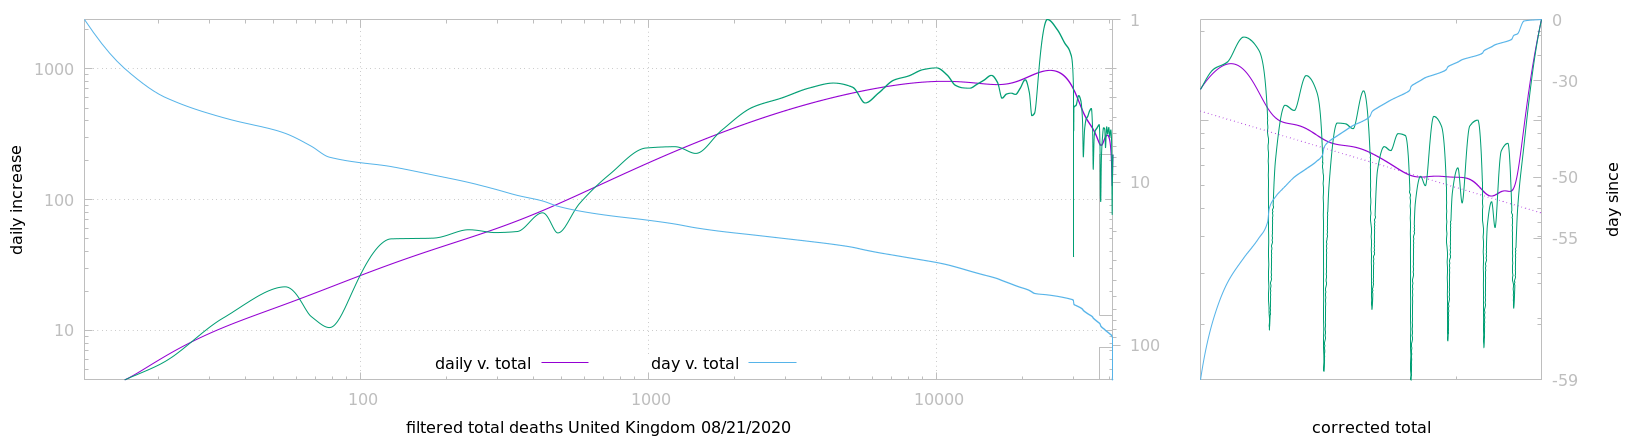 1
0
1000
-30
daily increase
100
10
-50
day since
-55
10
daily v. total
day v. total
100
-59
100
1000
10000
filtered total deaths United Kingdom 08/21/2020
corrected total